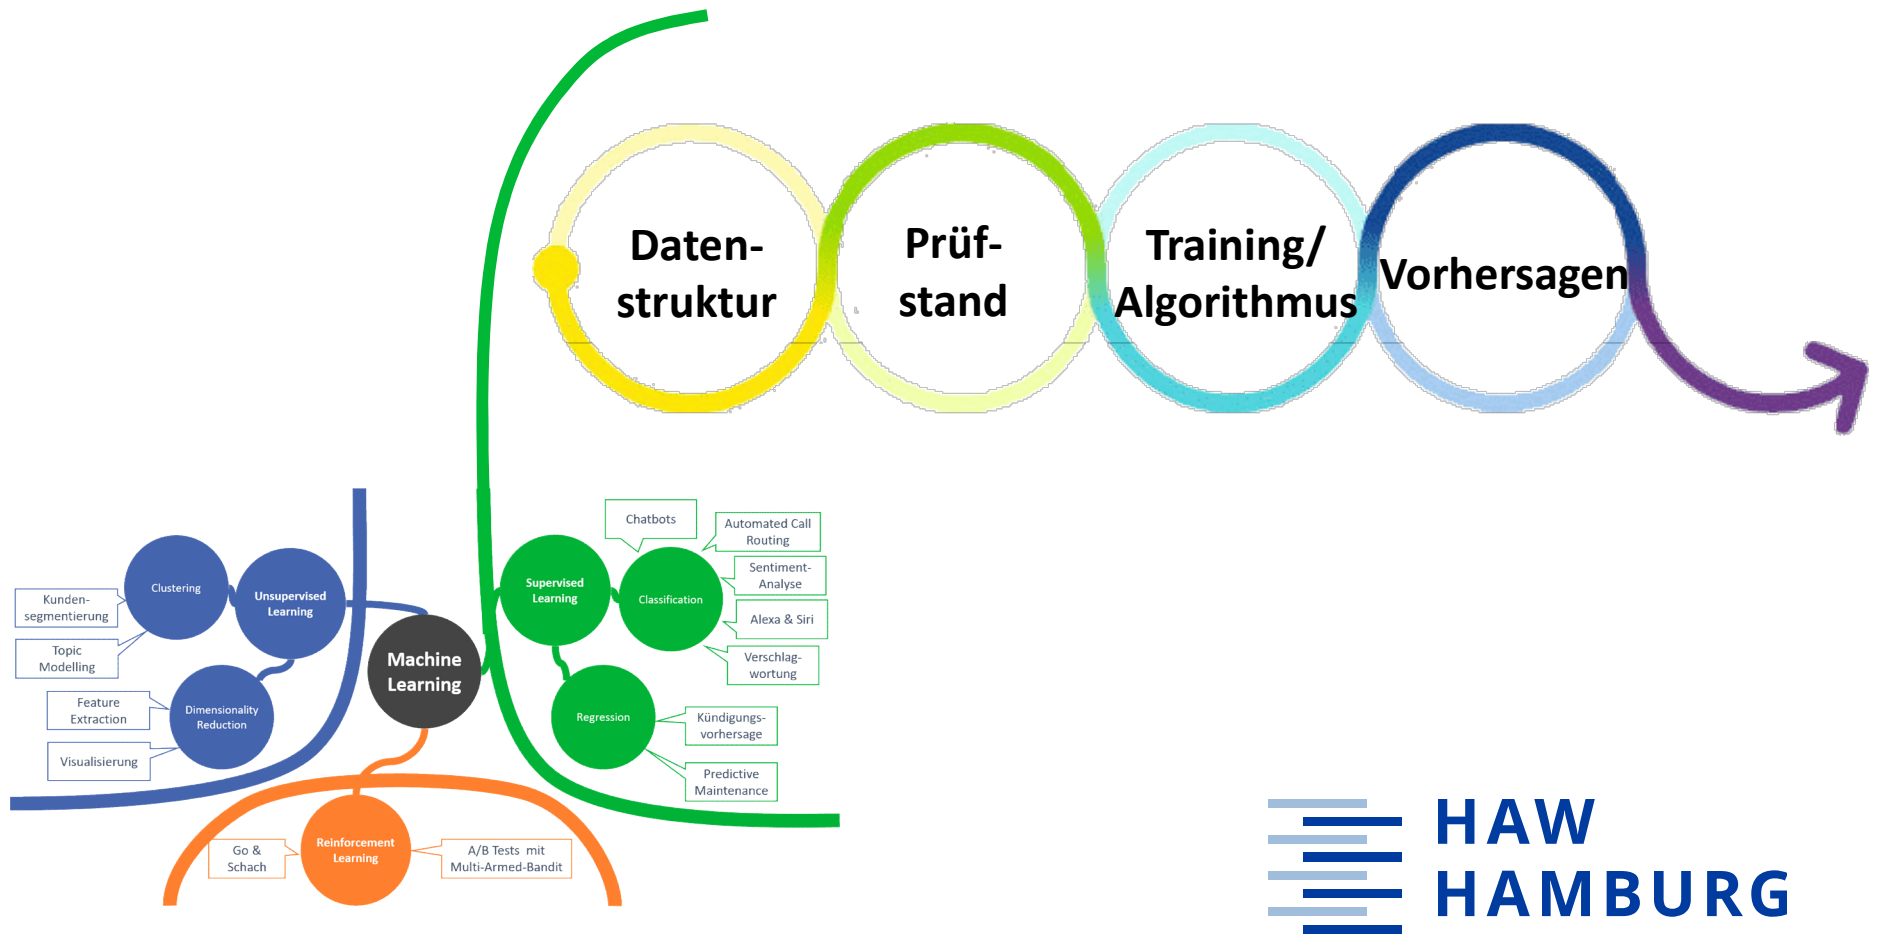 Daten-
struktur
Prüf-
stand
Training/
Algorithmus
Vorhersagen
Clustering
Unsupervised
Learning
Kunden-
segmentierung
Topic
Modelling
Feature
Extraction
Visualisierung
Dimensionality
Reduction
Machine
Learning
Supervised
Learning
Classification
Chatbots
Automated Call
Routing
Sentiment-
Analyse
Alexa & Siri
Verschlag-
wortung
Regression
Kündigungs-
vorhersage
Predictive
Maintenance
Go &
Schach
Reinforcement
Learning
A/B Tests mit
Multi-Armed-Bandit
HAW
HAMBURG